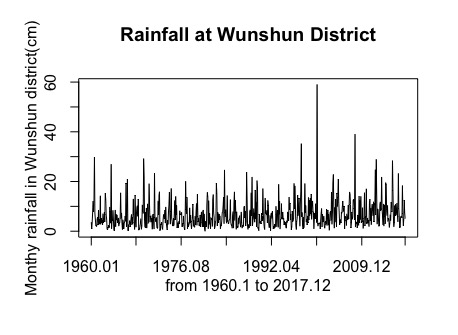 Rainfall at Wunshun District
Monthy rainfall in Wunshun district(cm)
60
40
20
0
1960.01 1976.08 1992.04 2009.12
from 1960.1 to 2017.12